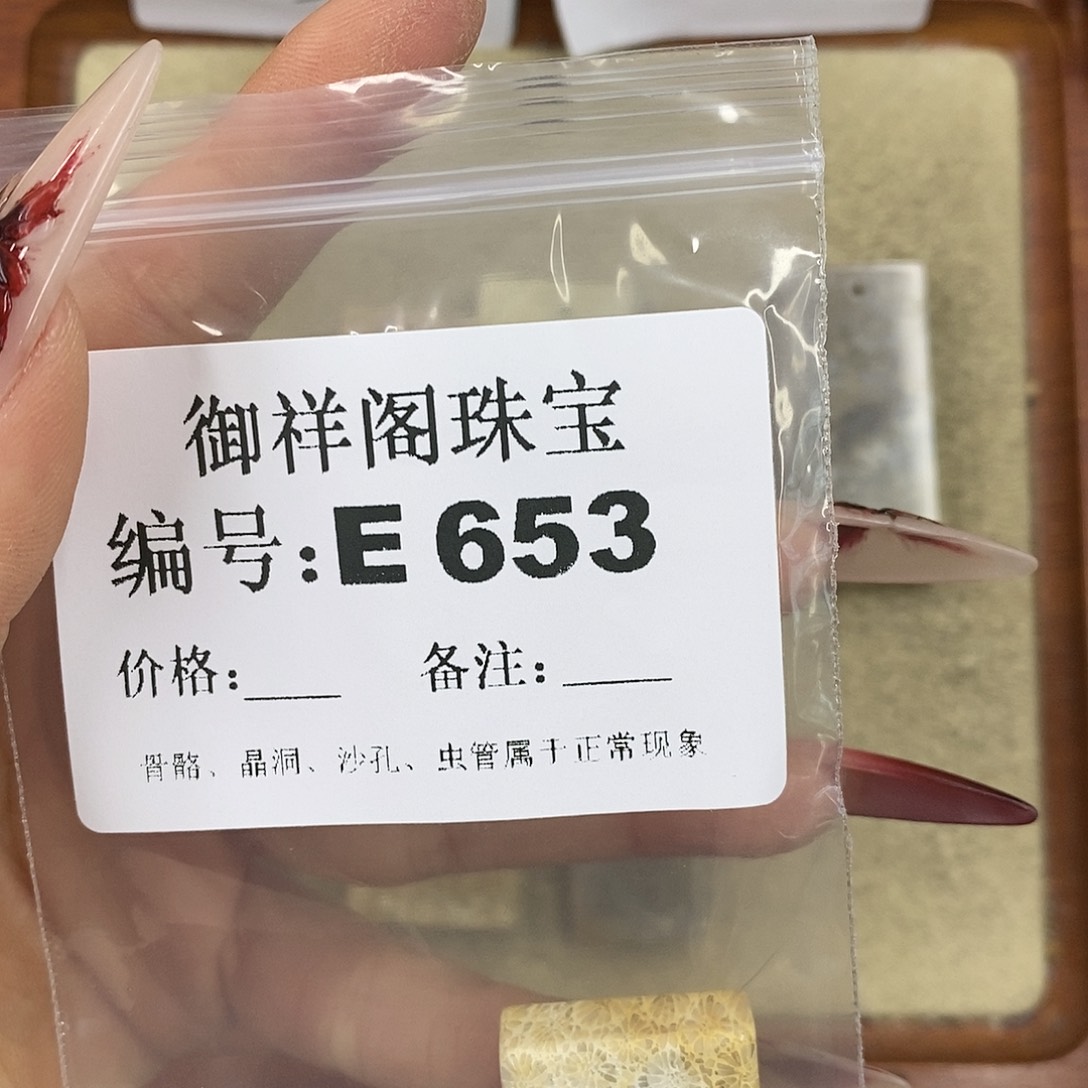 御祥阁珠宝
编号:E 653
价格:____ 备注:_____
骨骼、晶洞、沙孔、虫管属于正常现象